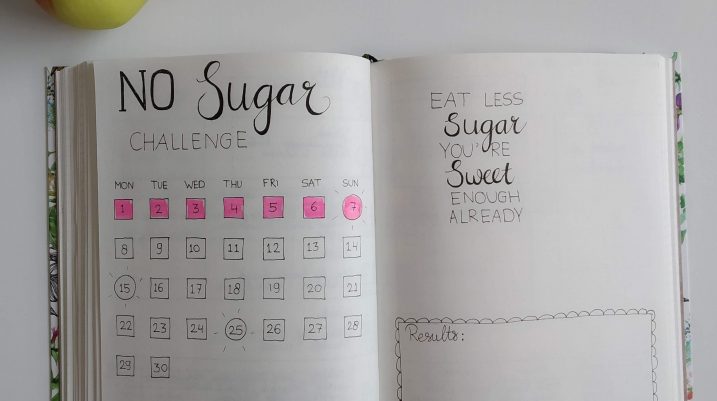 NO Sugar
CHALLENGE
MON TUE WED THU FRI SAT SUN
1 2 3 4 5 6 7
8 9 10 11 12 13 14
15 16 17 18 19 20 21
22 23 24 25 26 27 28
29 30
EAT LESS
Sugar
YOU'RE
Sweet
ENOUGH
ALREADY
Results: